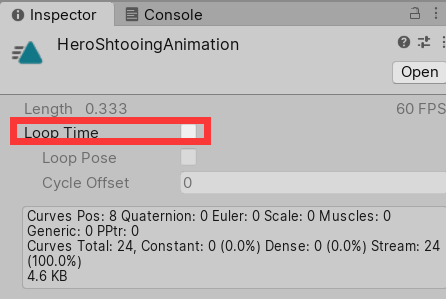 Inspector Console
HeroShtooingAnimation
Open
Length 0.333 60 FPS
Loop Time
Loop Pose
Cycle Offset 0
Curves Pos: 8 Quaternion: 0 Euler: 0 Scale: 0 Muscles: 0
Generic: 0 PPtr: 0
Curves Total: 24, Constant: 0 (0.0%) Dense: 0 (0.0%) Stream: 24
(100.0%)
4.6 KB